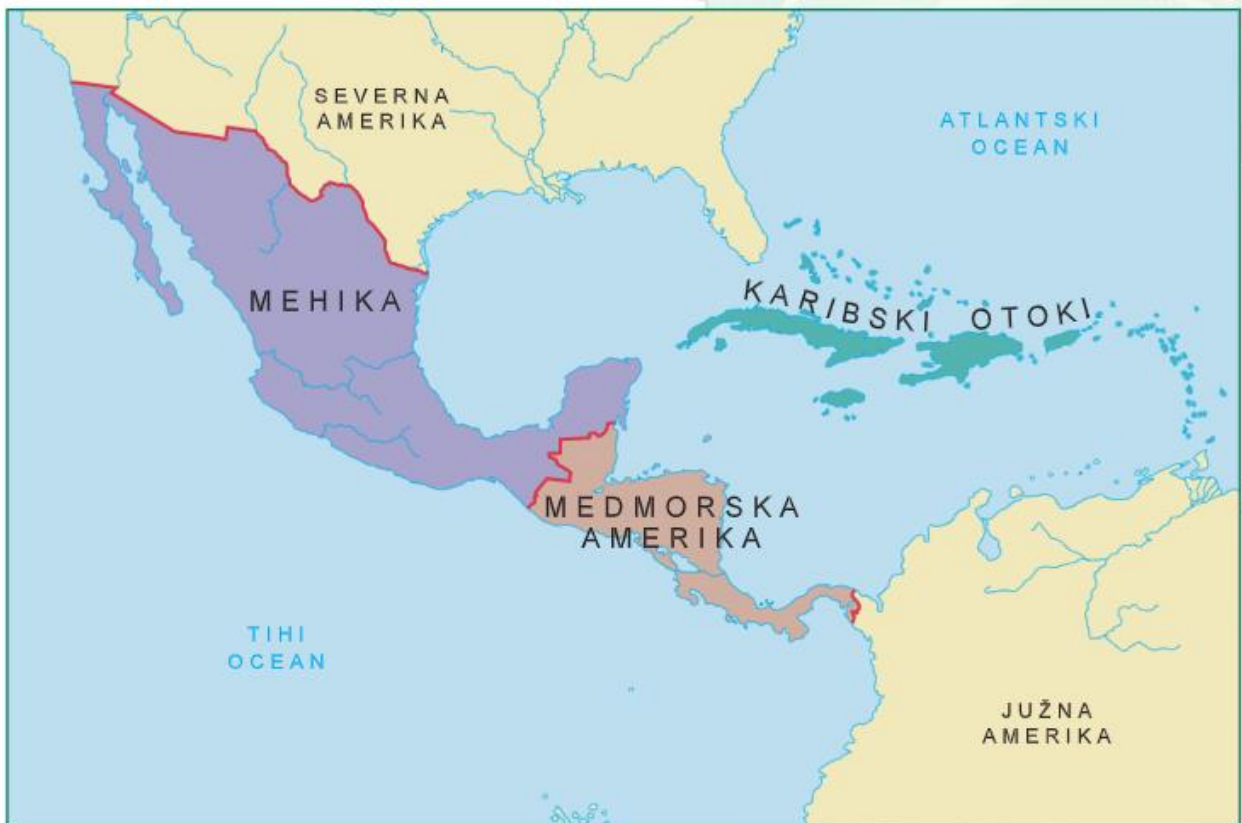 SEVERNA
AMERIKA
ATLANTSKI
OCEAN
MEHIKA
KARIBSKI OTOKI
MEDMORSKA
AMERIKA
TIHI
OCEAN
JUŽNA
AMERIKA